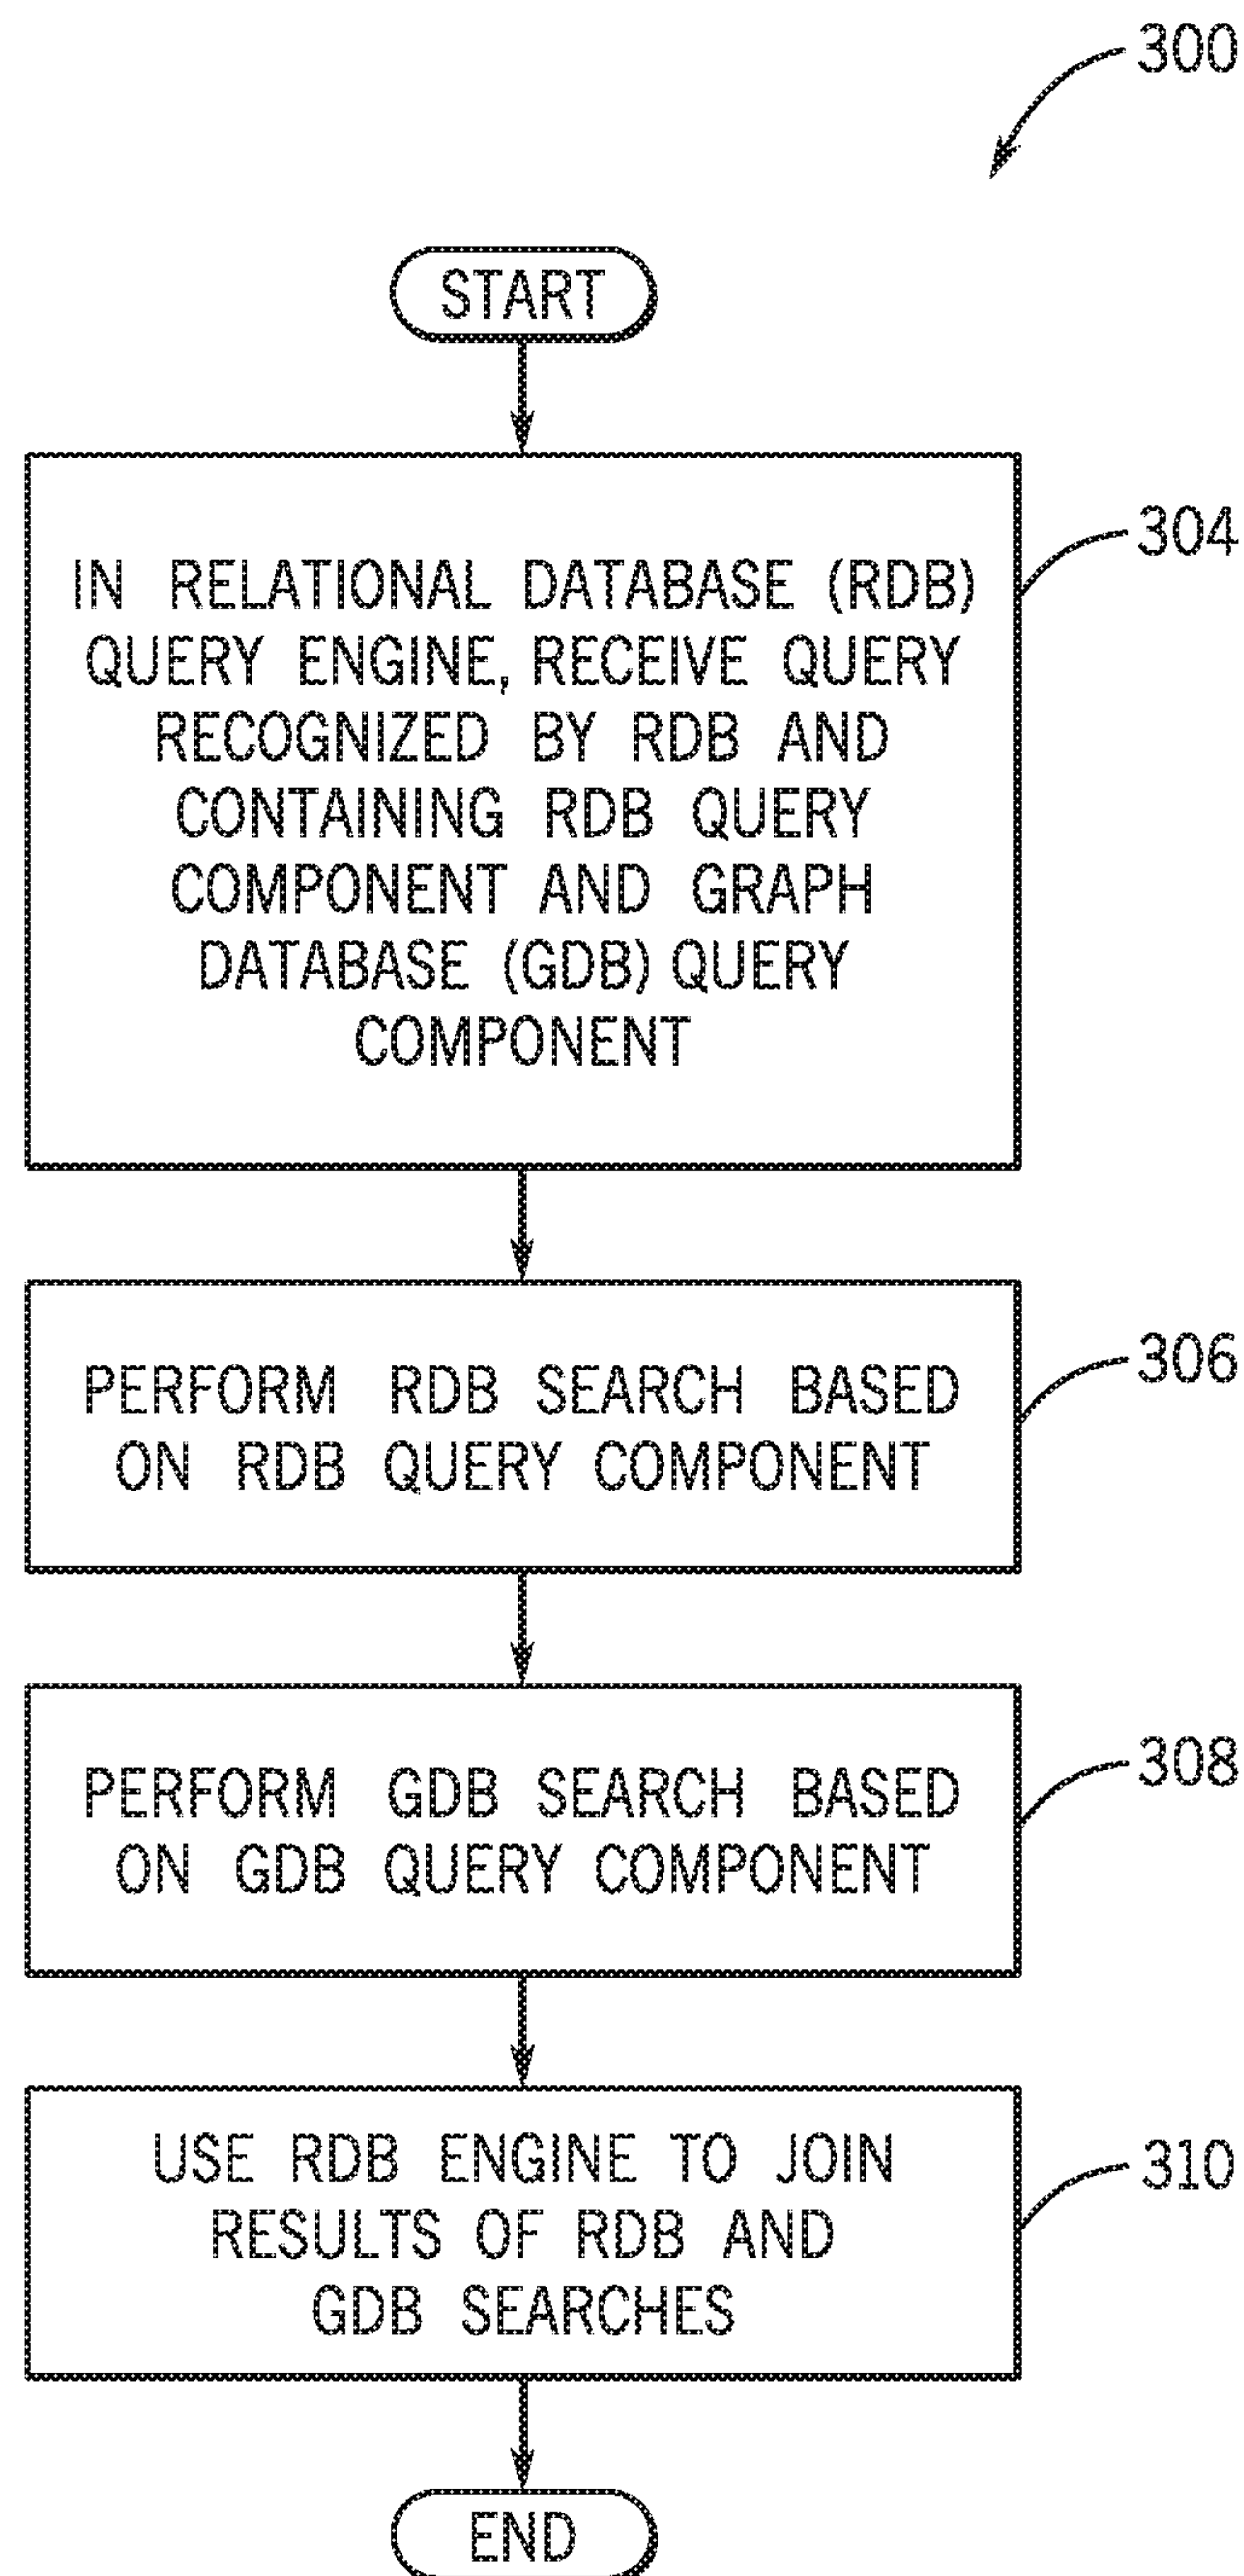 300
START
304
IN RELATIONAL DATABASE (RDB)
QUERY ENGINE, RECEIVE QUERY
RECOGNIZED BY RDB AND
CONTAINING RDB QUERY
COMPONENT AND GRAPH
DATABASE (GDB) QUERY
COMPONENT
306
PERFORM RDB SEARCH BASED
ON RDB QUERY COMPONENT
308
PERFORM GDB SEARCH BASED
ON GDB QUERY COMPONENT
310
USE RDB ENGINE TO JOIN
RESULTS OF RDB AND
GDB SEARCHES
END